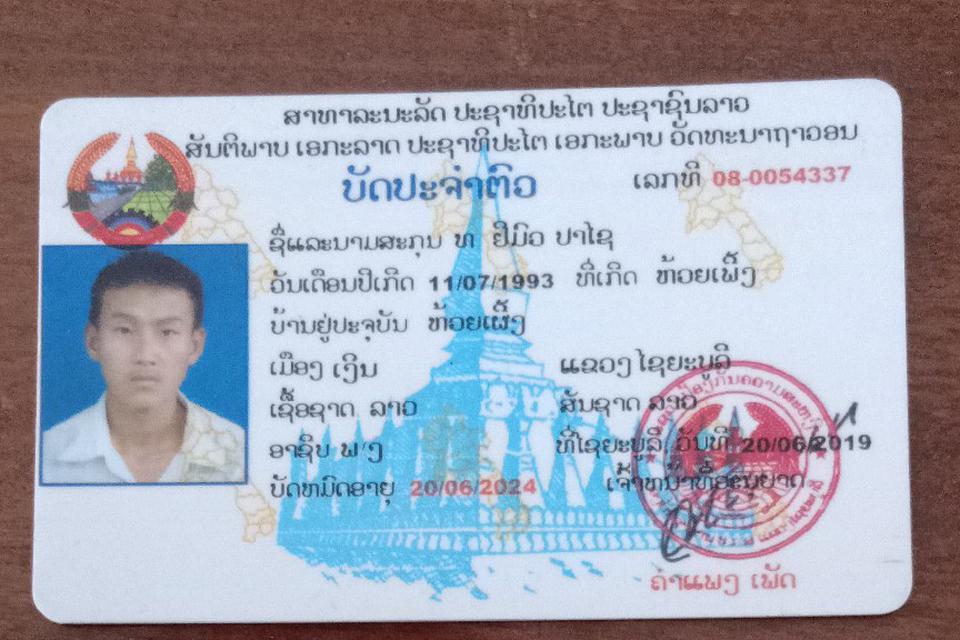 ສາທາລະນະລັດ ປະຊາທິປະໄຕ ປະຊາຊົນລາວ
ສັນຕິພາບ ເອກະລາດ ປະຊາທິປະໄຕ ເອກະພາບ ວັດທະນາຖາວອນ
ບັດປະຈຳຕົວ ເລກທີ 08-0054337
ຊື່ແລະນາມສະກຸນ ທ ຢີມົວ ປາໄຊ
ວັນເດືອນປີເກີດ 11/07/1993 ທີ່ເກີດ ຫ້ວຍເພີ້ງ
ບ້ານຢູ່ປະຈຸບັນ ຫ້ວຍເຜີ້ງ
ເມືອງ ເງິນ ແຂວງ ໄຊຍະບູລີ
ເຊື້ອຊາດ ລາວ ສັນຊາດ ລາວ
ອາຊີບ ພ/ງ ທີ່ໄຊຍະບູລີ, ວັນທີ 20/06/2019
ບັດຫມົດອາຍຸ 20/06/2024 ເຈົ້າຫນ້າທີ່ອະນຸຍາດ
ຄຳແພງ ເພັດ